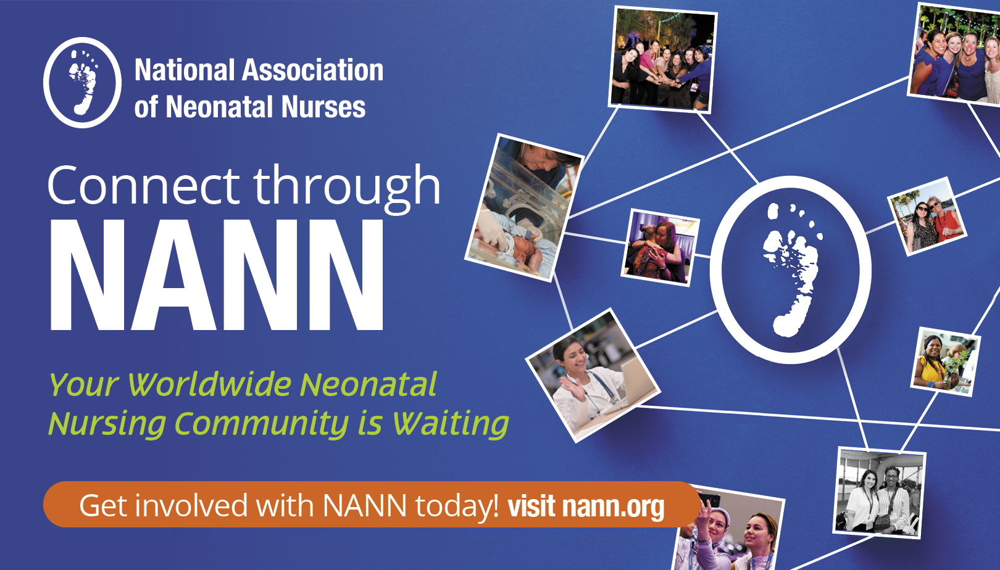 National Association
of Neonatal Nurses
Connect through
NANN
Your Worldwide Neonatal
Nursing Community is Waiting
Get involved with NANN today! visit nann.org